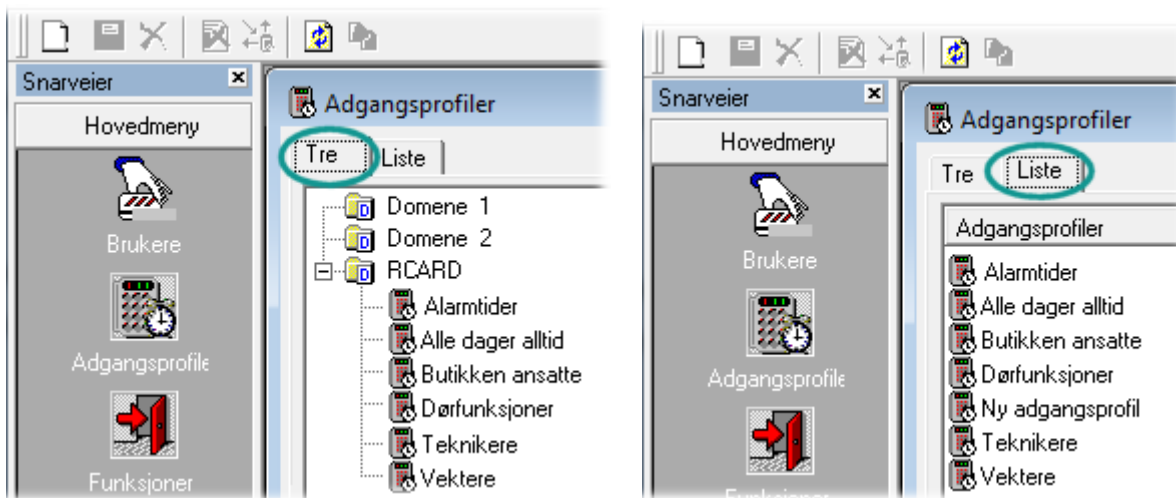 Snarveier
Hovedmeny
Brukere
Adgangsprofile
Funksjoner
Adgangsprofiler
Tre Liste
Domene 1
Domene 2
RCARD
Alarmtider
Alle dager alltid
Butikken ansatte
Dørfunksjoner
Teknikere
Vektere
Snarveier
Hovedmeny
Brukere
Adgangsprofile
Adgangsprofiler
Tre Liste
Adgangsprofiler
Alarmtider
Alle dager alltid
Butikken ansatte
Dørfunksjoner
Ny adgangsprofil
Teknikere
Vektere